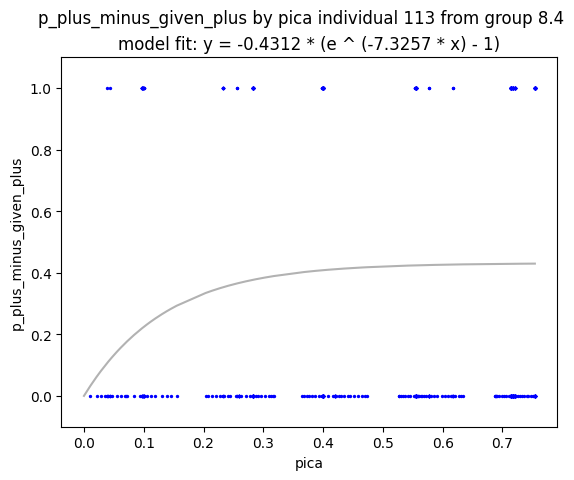 p_plus_minus_given_plus by pica individual 113 from group 8.4
model fit: y = -0.4312 * (e ^ (-7.3257 * x) - 1)
1.0
0.8
0.6
0.4
0.2
0.0
p_plus_minus_given_plus
0.0 0.1 0.2 0.3 0.4 0.5 0.6 0.7
pica